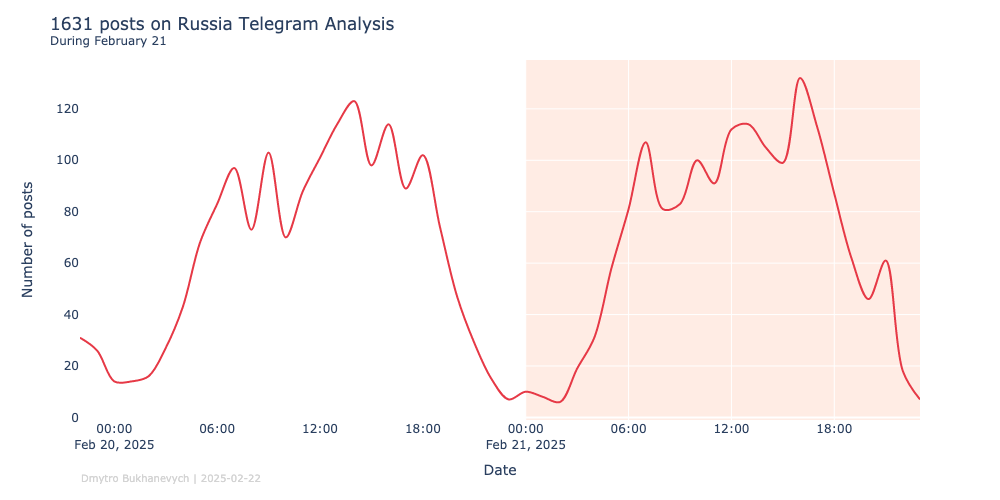 1631 posts on Russia Telegram Analysis
During February 21
120
100
80
60
40
20
0
Number of posts
00:00 06:00 12:00 18:00 00:00 06:00 12:00 18:00
Feb 20, 2025 Feb 21, 2025
Date
Dmytro Bukhanevych | 2025-02-22